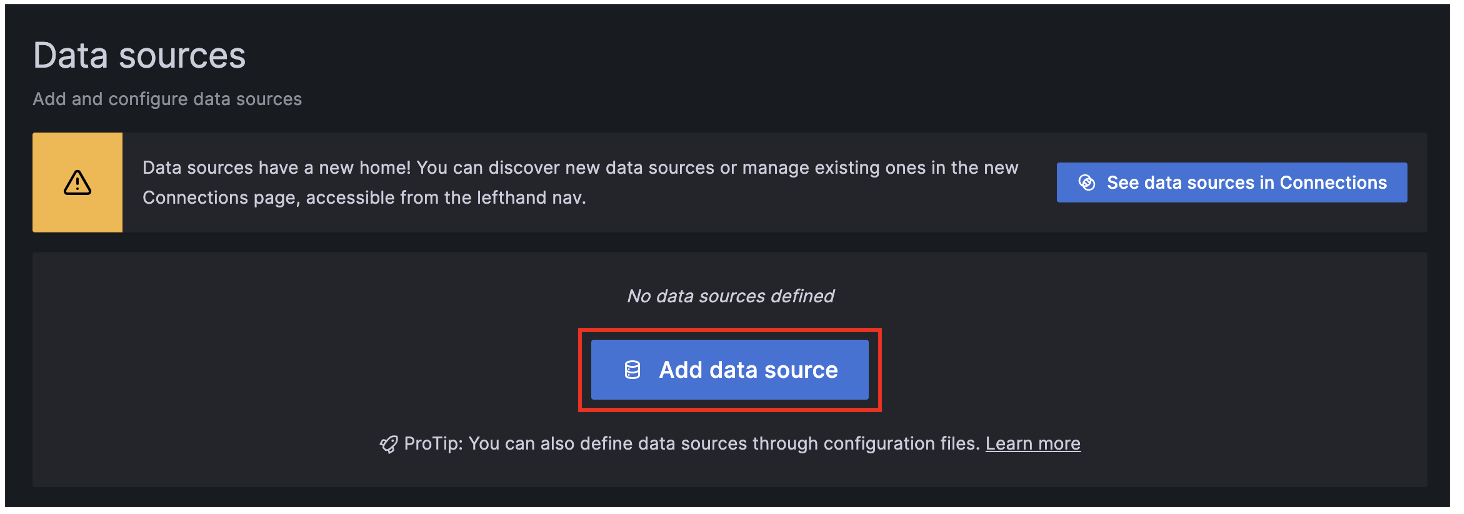 Data sources
Add and configure data sources
Data sources have a new home! You can discover new data sources or manage existing ones in the new
Connections page, accessible from the lefthand nav.
See data sources in Connections
No data sources defined
Add data source
ProTip: You can also define data sources through configuration files. Learn more